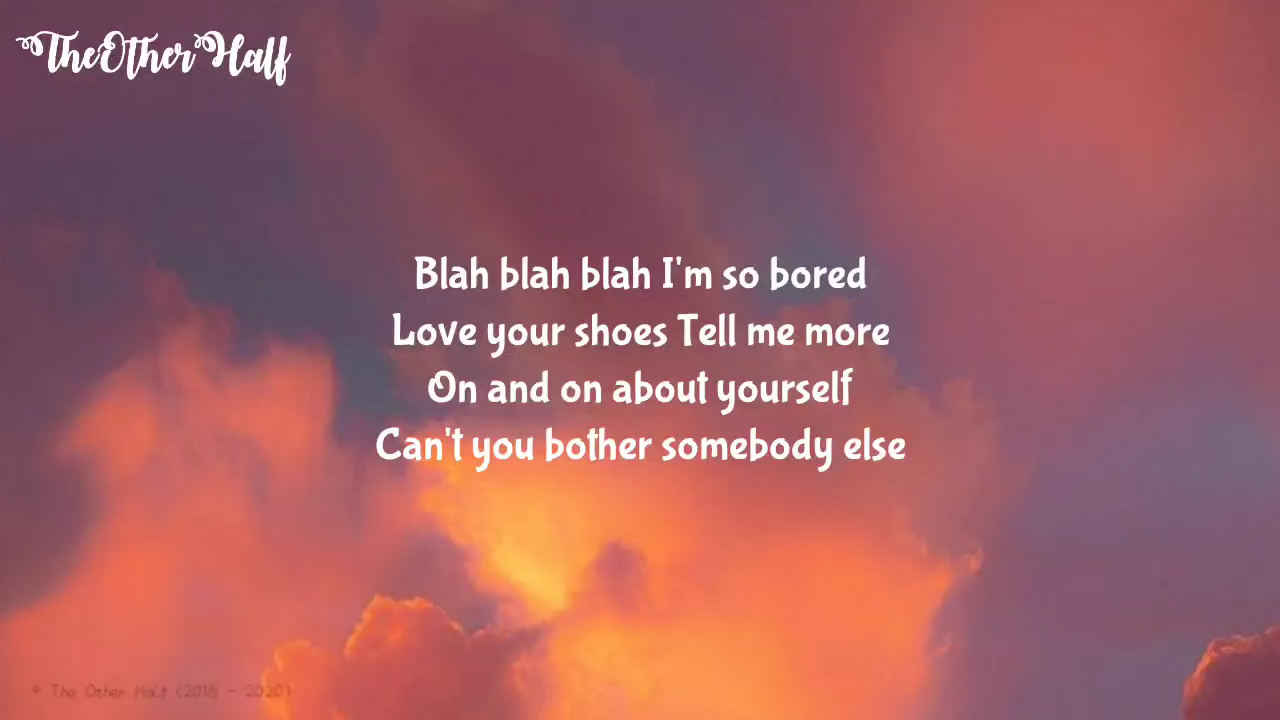 TheOther Half
Blah blah blah I'm so bored
Love your shoes Tell me more
On and on about yourself
Can't you bother somebody else
© The Other Half (2018 - 2020)